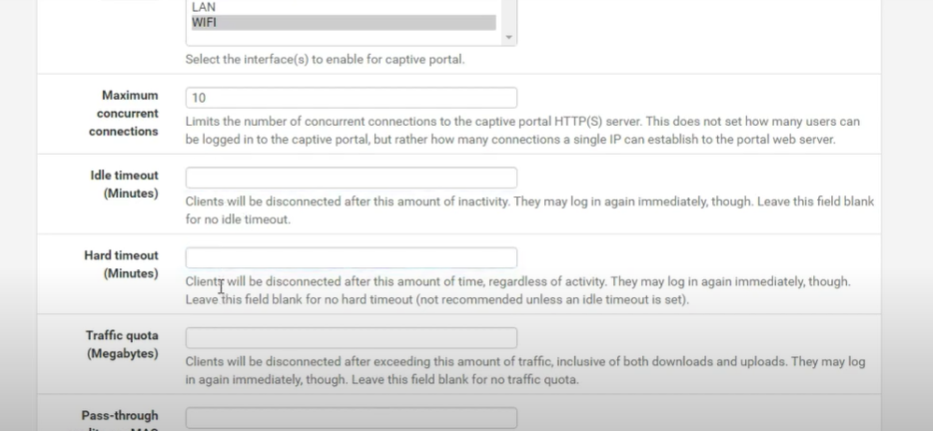 LAN
WIFI
Select the interface(s) to enable for captive portal.
Maximum
concurrent
connections
10
Limits the number of concurrent connections to the captive portal HTTP(S) server. This does not set how many users can
be logged in to the captive portal, but rather how many connections a single IP can establish to the portal web server.
Idle timeout
(Minutes)
Clients will be disconnected after this amount of inactivity. They may log in again immediately, though. Leave this field blank
for no idle timeout.
Hard timeout
(Minutes)
Clients will be disconnected after this amount of time, regardless of activity. They may log in again immediately, though.
Leave this field blank for no hard timeout (not recommended unless an idle timeout is set).
Traffic quota
(Megabytes)
Clients will be disconnected after exceeding this amount of traffic, inclusive of both downloads and uploads. They may log
in again immediately, though. Leave this field blank for no traffic quota.
Pass-through